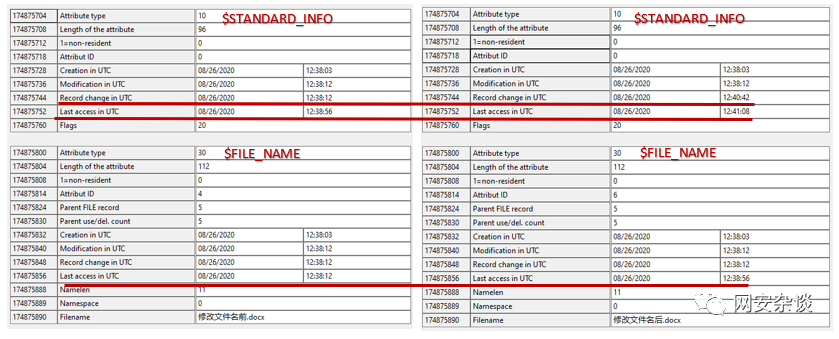 174875704 Attribute type 10 $STANDARD_INFO
174875708 Length of the attribute 96
174875712 1=non-resident 0
174875718 Attribut ID 0
174875728 Creation in UTC 08/26/2020 12:38:03
174875736 Modification in UTC 08/26/2020 12:38:12
174875744 Record change in UTC 08/26/2020 12:38:12
174875752 Last access in UTC 08/26/2020 12:38:56
174875760 Flags 20
174875800 Attribute type 30 $FILE_NAME
174875804 Length of the attribute 112
174875808 1=non-resident 0
174875814 Attribut ID 4
174875824 Parent FILE record 5
174875830 Parent use/del. count 5
174875832 Creation in UTC 08/26/2020 12:38:03
174875840 Modification in UTC 08/26/2020 12:38:12
174875848 Record change in UTC 08/26/2020 12:38:12
174875856 Last access in UTC 08/26/2020 12:38:12
174875888 Namelen 11
174875889 Namespace 0
174875890 Filename 修改文件名前.docx
174875704 Attribute type 10 $STANDARD_INFO
174875708 Length of the attribute 96
174875712 1=non-resident 0
174875718 Attribut ID 0
174875728 Creation in UTC 08/26/2020 12:38:03
174875736 Modification in UTC 08/26/2020 12:38:12
174875744 Record change in UTC 08/26/2020 12:40:42
174875752 Last access in UTC 08/26/2020 12:41:08
174875760 Flags 20
174875800 Attribute type 30 $FILE_NAME
174875804 Length of the attribute 112
174875808 1=non-resident 0
174875814 Attribut ID 6
174875824 Parent FILE record 5
174875830 Parent use/del. count 5
174875832 Creation in UTC 08/26/2020 12:38:03
174875840 Modification in UTC 08/26/2020 12:38:12
174875848 Record change in UTC 08/26/2020 12:38:12
174875856 Last access in UTC 08/26/2020 12:38:56
174875888 Namelen 11
174875889 Namespace 0
174875890 Filename 修改文件名后.docx
网安杂谈